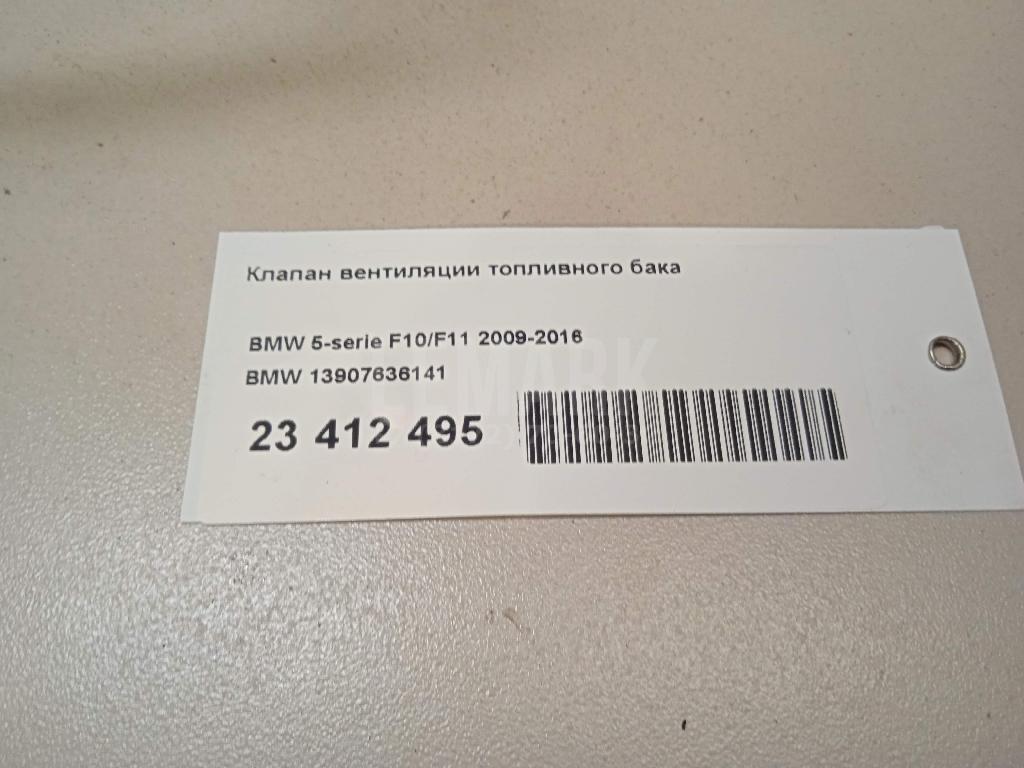 Клапан вентиляции топливного бака
BMW 5-serie F10/F11 2009-2016
BMW 13907636141
23 412 495